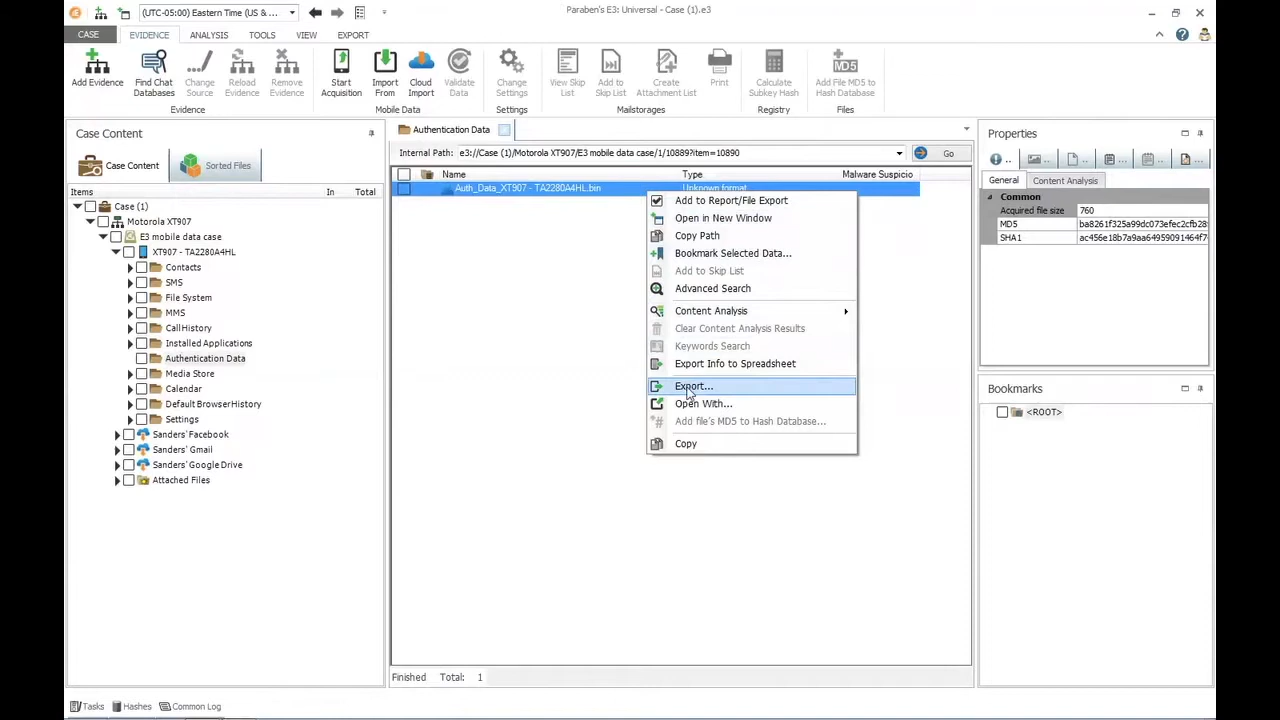 (UTC-05:00) Eastern Time (US & ...
Paraben's E3: Universal - Case (1).e3
CASE EVIDENCE ANALYSIS TOOLS VIEW EXPORT
Add Evidence
Find Chat Databases
Change Source
Reload Evidence
Remove Evidence
Start Acquisition
Import From
Cloud Import
Validate Data
Change Settings
View Skip List
Add to Skip List
Create Attachment List
Print
Calculate Subkey Hash
MD5
Add File MD5 to Hash Database
Evidence
Mobile Data
Settings
Mailstorages
Registry
Files
Case Content
Case Content
Sorted Files
Items In Total
Case (1)
Motorola XT907
E3 mobile data case
XT907 - TA2280A4HL
Contacts
SMS
File System
MMS
CallHistory
Installed Applications
Authentication Data
Media Store
Calendar
Default BrowserHistory
Settings
Sanders' Facebook
Sanders' Gmail
Sanders' Google Drive
Attached Files
Authentication Data
Internal Path: e3://Case (1)/Motorola XT907/E3 mobile data case/1/10889?item=10890
Go
Name Type Malware Suspicio
Auth_Data_XT907 - TA2280A4HL.bin Unknown format
Add to Report/File Export
Open in New Window
Copy Path
Bookmark Selected Data...
Add to Skip List
Advanced Search
Content Analysis
Clear Content Analysis Results
Keywords Search
Export Info to Spreadsheet
Export...
Open With...
Add file's MD5 to Hash Database...
Copy
Finished Total: 1
Properties
General Content Analysis
Common
Acquired file size 760
MD5 ba8261f325a99dc073efec2cfb28
SHA1 ac456e18b7a9aa64959091464f7
Bookmarks
<ROOT>
Tasks Hashes Common Log